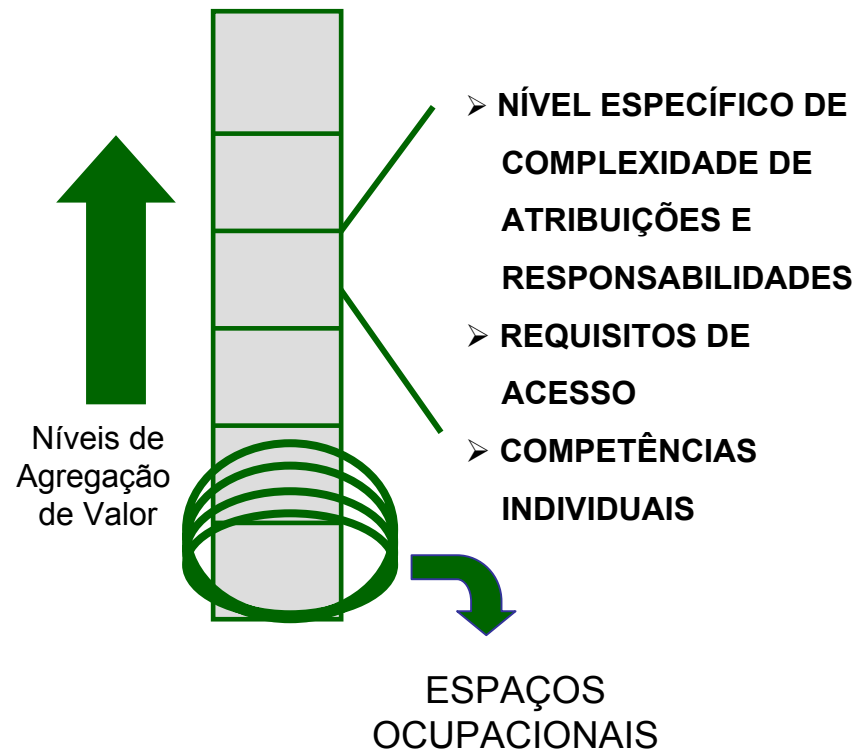 ➢ NÍVEL ESPECÍFICO DE
COMPLEXIDADE DE
ATRIBUIÇÕES E
RESPONSABILIDADES
➢ REQUISITOS DE
ACESSO
➢ COMPETÊNCIAS
INDIVIDUAIS
Níveis de
Agregação
de Valor
ESPAÇOS
OCUPACIONAIS